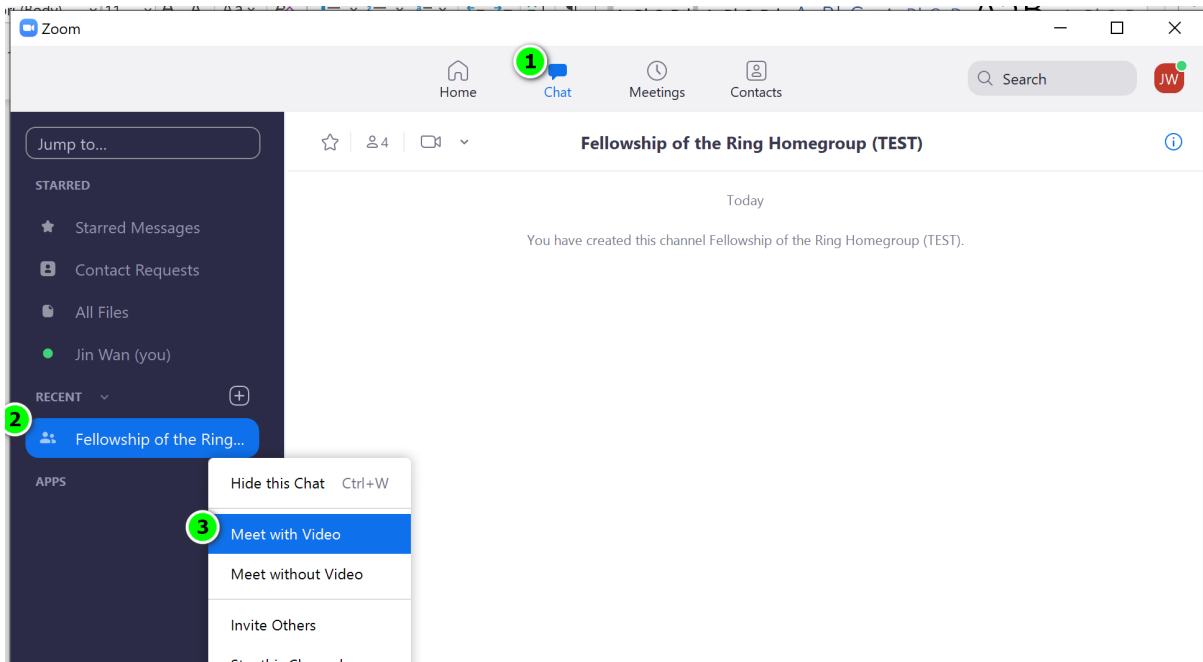 Zoom
1
Home
Chat
Meetings
Contacts
Search
JW
Jump to...
4
Fellowship of the Ring Homegroup (TEST)
STARRED
Today
Starred Messages
You have created this channel Fellowship of the Ring Homegroup (TEST).
Contact Requests
All Files
Jin Wan (you)
RECENT
2
Fellowship of the Ring...
APPS
Hide this Chat Ctrl+W
3
Meet with Video
Meet without Video
Invite Others